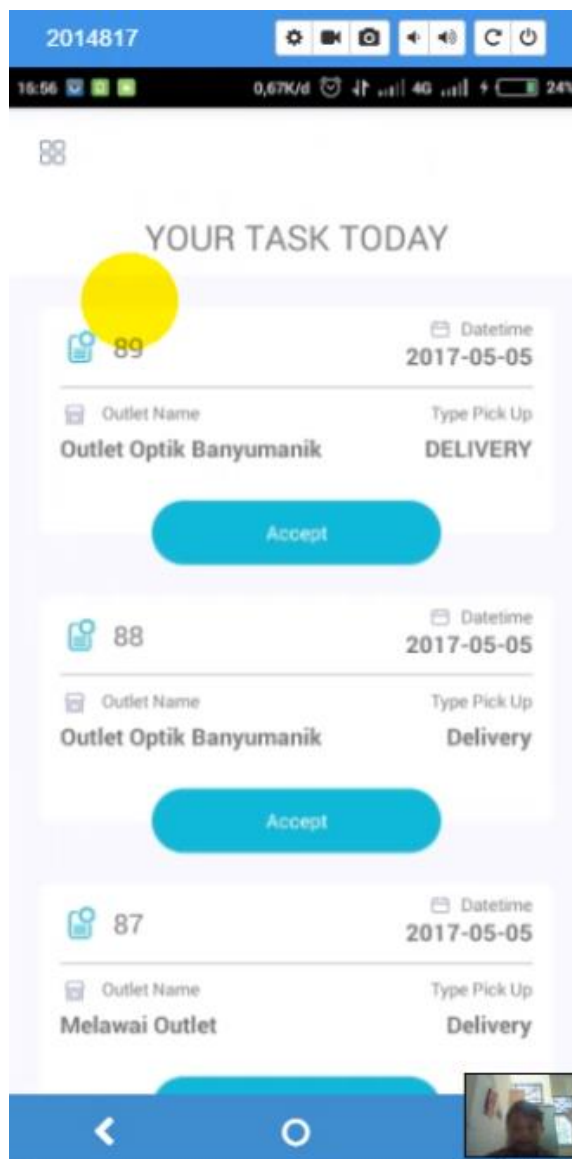 2014817
16:56 0,67K/d 4G 24%
YOUR TASK TODAY
89
Datetime
2017-05-05
Outlet Name Type Pick Up
Outlet Optik Banyumanik DELIVERY
Accept
88
Datetime
2017-05-05
Outlet Name Type Pick Up
Outlet Optik Banyumanik Delivery
Accept
87
Datetime
2017-05-05
Outlet Name Type Pick Up
Melawai Outlet Delivery